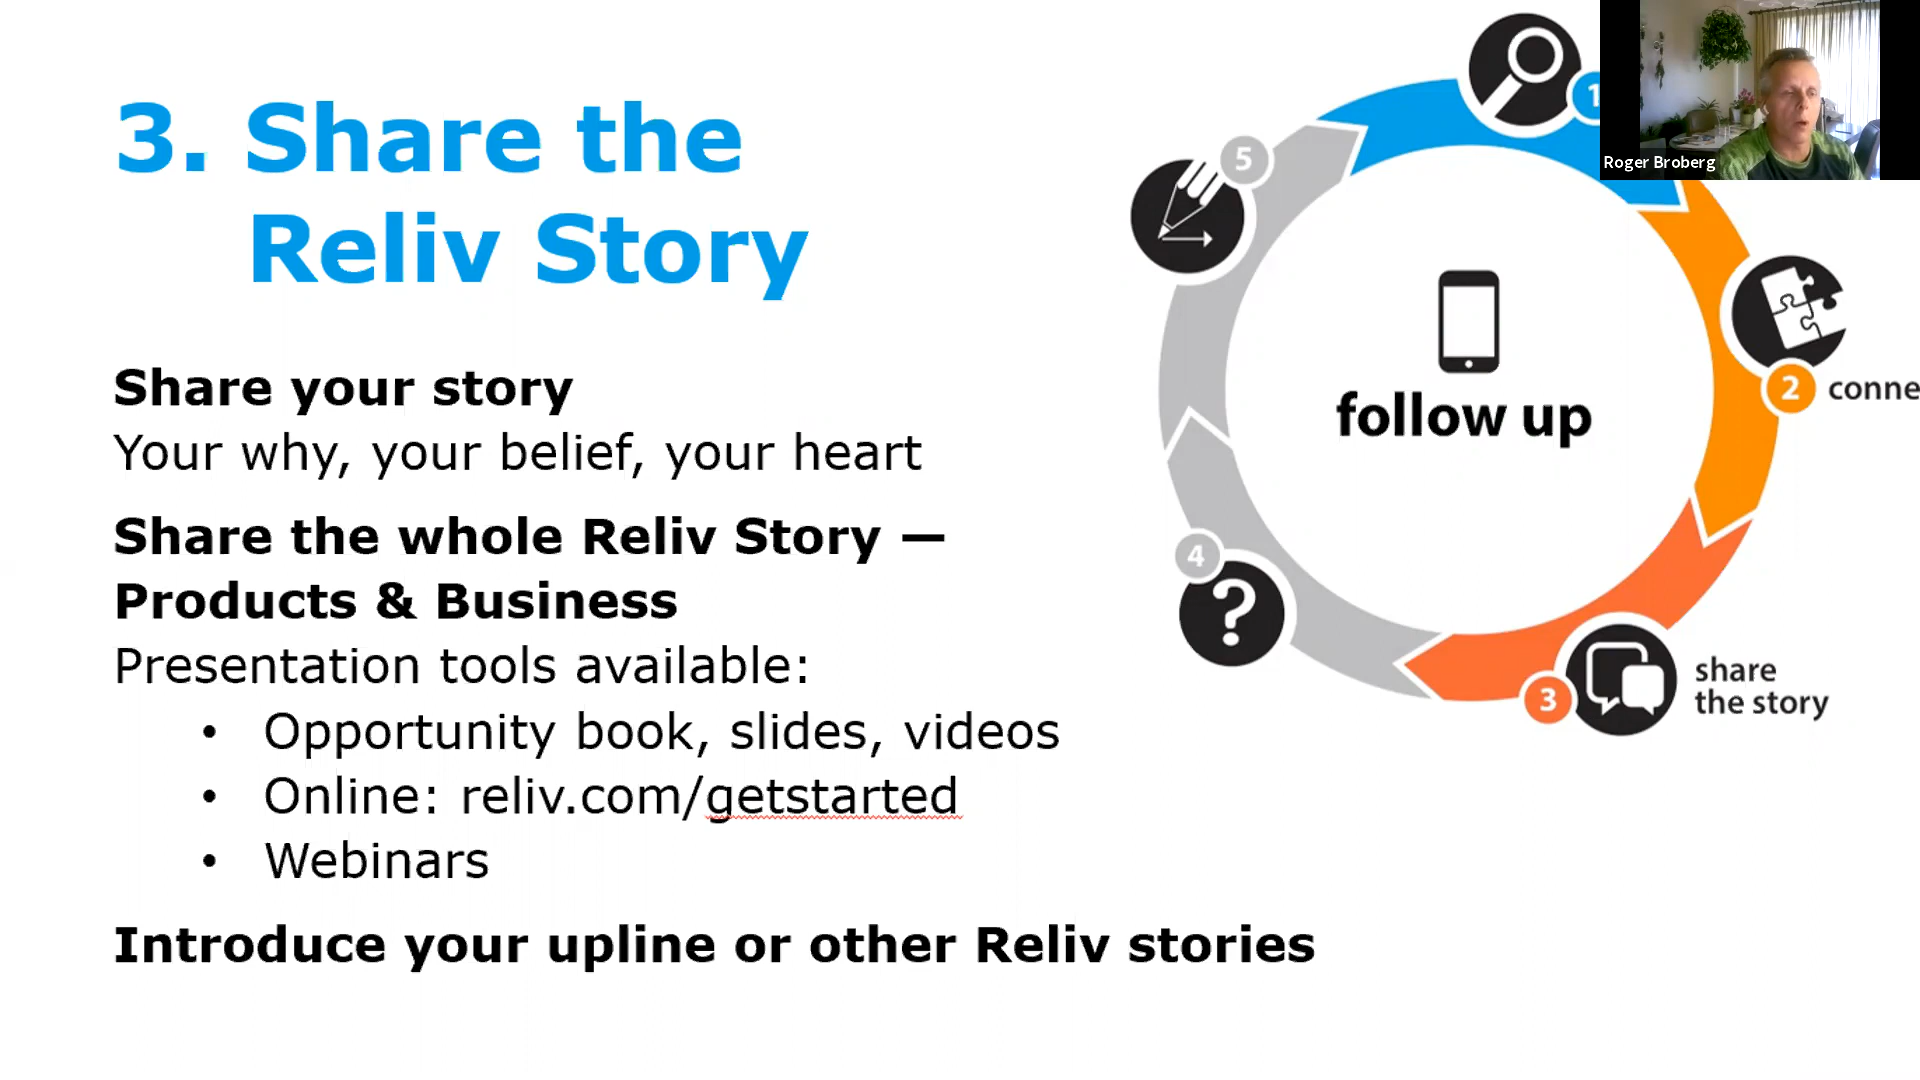 3. Share the
Reliv Story
Share your story
Your why, your belief, your heart
Share the whole Reliv Story —
Products & Business
Presentation tools available:
• Opportunity book, slides, videos
• Online: reliv.com/getstarted
• Webinars
Introduce your upline or other Reliv stories
1
5
2 conne
follow up
4
?
3
share
the story
Roger Broberg